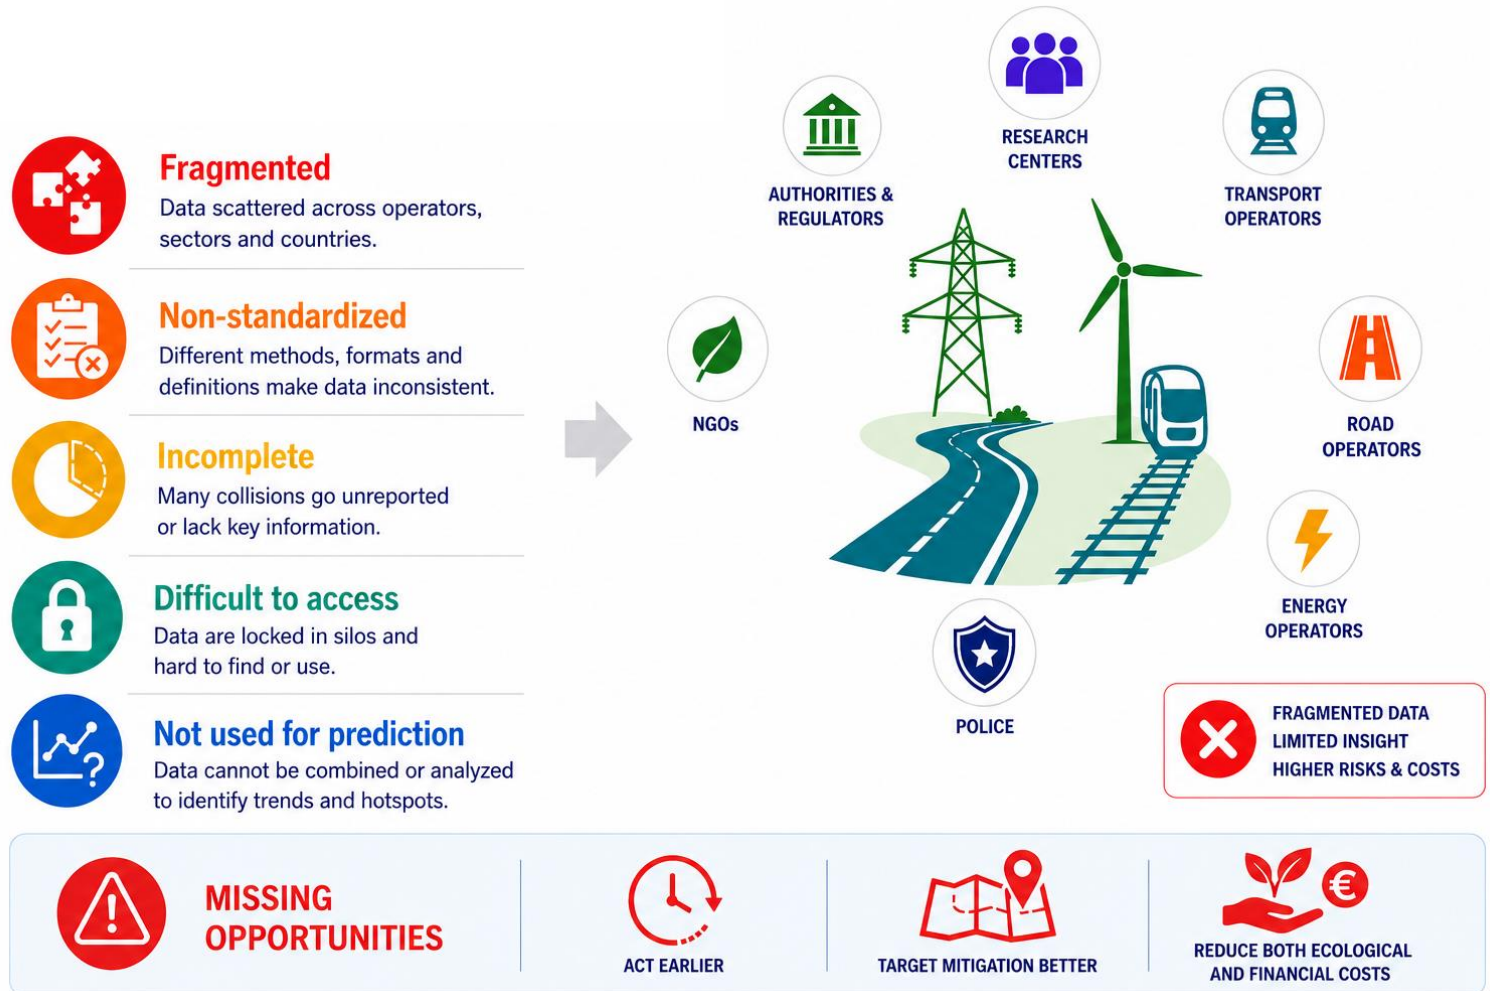 Fragmented
Data scattered across operators,
sectors and countries.
Non-standardized
Different methods, formats and
definitions make data inconsistent.
Incomplete
Many collisions go unreported
or lack key information.
Difficult to access
Data are locked in silos and
hard to find or use.
Not used for prediction
Data cannot be combined or analyzed
to identify trends and hotspots.
RESEARCH
CENTERS
AUTHORITIES &
REGULATORS
TRANSPORT
OPERATORS
NGOs
ROAD
OPERATORS
ENERGY
OPERATORS
POLICE
FRAGMENTED DATA
LIMITED INSIGHT
HIGHER RISKS & COSTS
MISSING
OPPORTUNITIES
ACT EARLIER
TARGET MITIGATION BETTER
REDUCE BOTH ECOLOGICAL
AND FINANCIAL COSTS